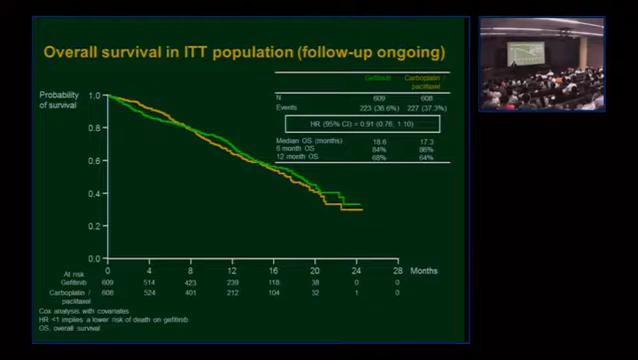 Overall survival in ITT population (follow-up ongoing)
Probability
of survival
1.0
0.8
0.6
0.4
0.2
0.0
0 4 8 12 16 20 24 28 Months
Gefitinib Carboplatin /
paclitaxel
N 609 608
Events 223 (36.6%) 227 (37.3%)
HR (95% CI) = 0.91 (0.76, 1.10)
Median OS (months) 18.6 17.3
6 month OS 84% 86%
12 month OS 68% 64%
At risk
Gefitinib 609 514 423 239 118 38 0 0
Carboplatin / 608 524 401 212 104 32 1 0
paclitaxel
Cox analysis with covariates
HR <1 implies a lower risk of death on gefitinib
OS, overall survival